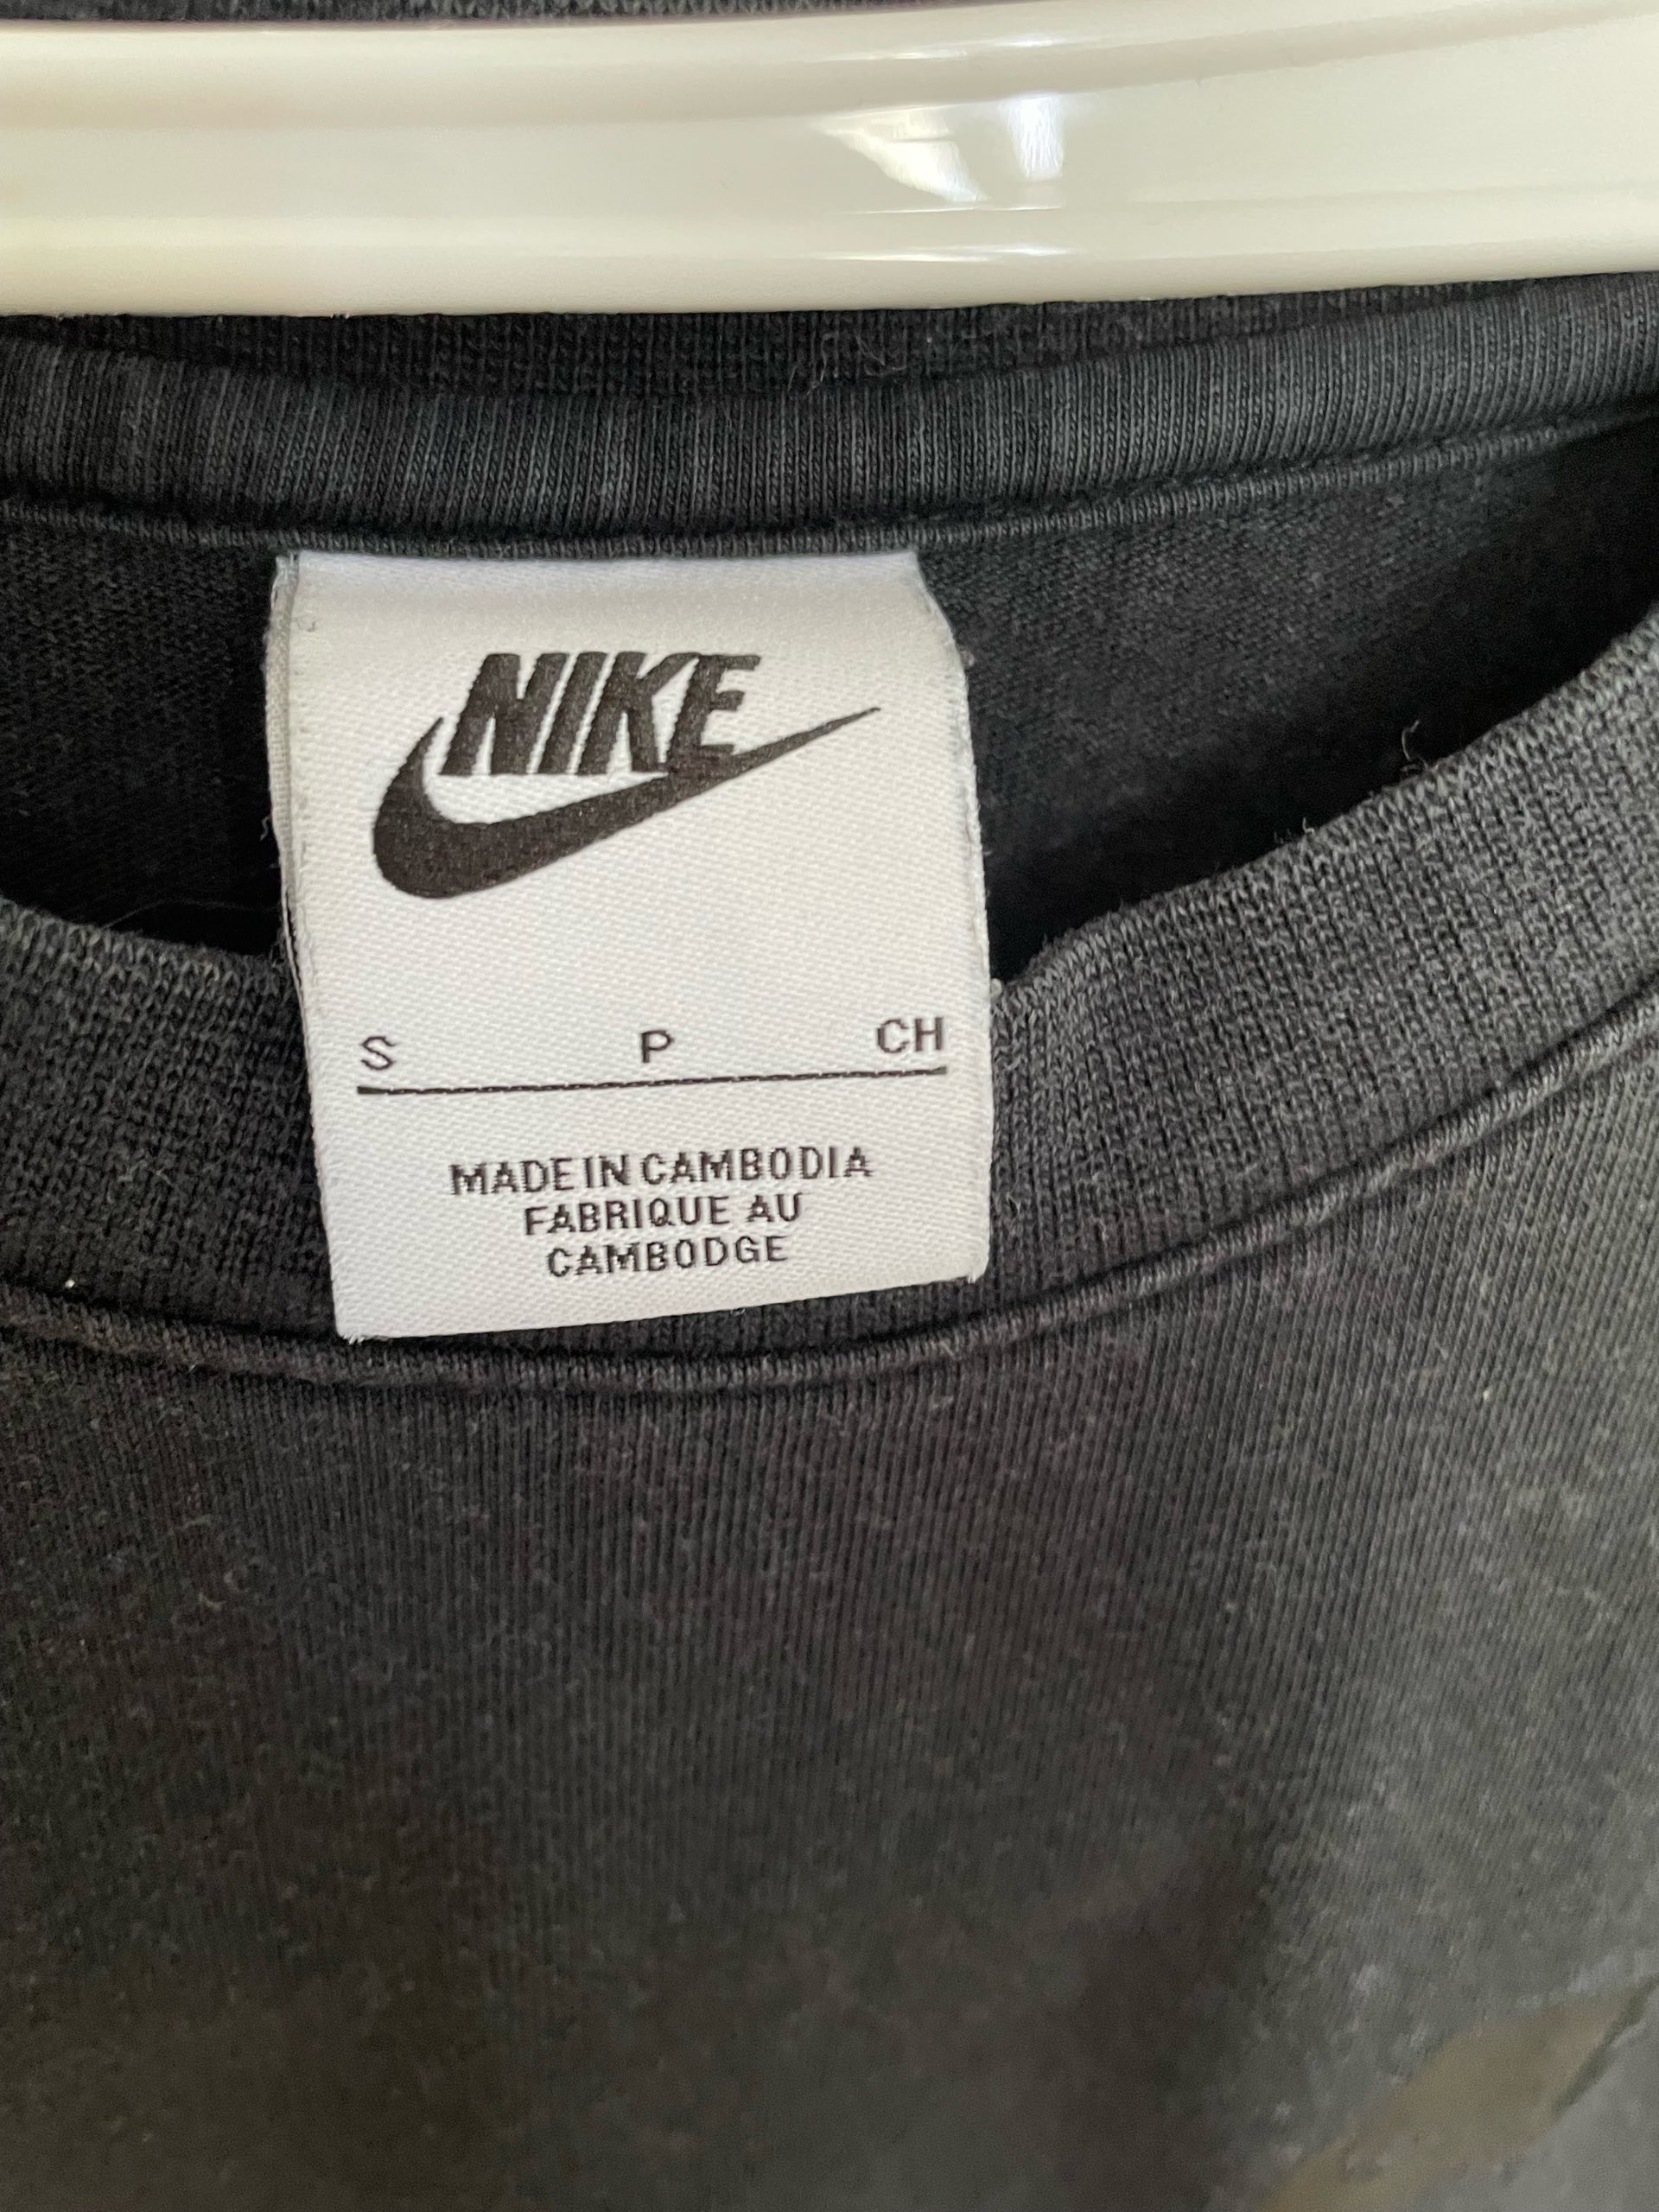 NIKE
S P CH
MADE IN CAMBODIA
FABRIQUE AU
CAMBODGE